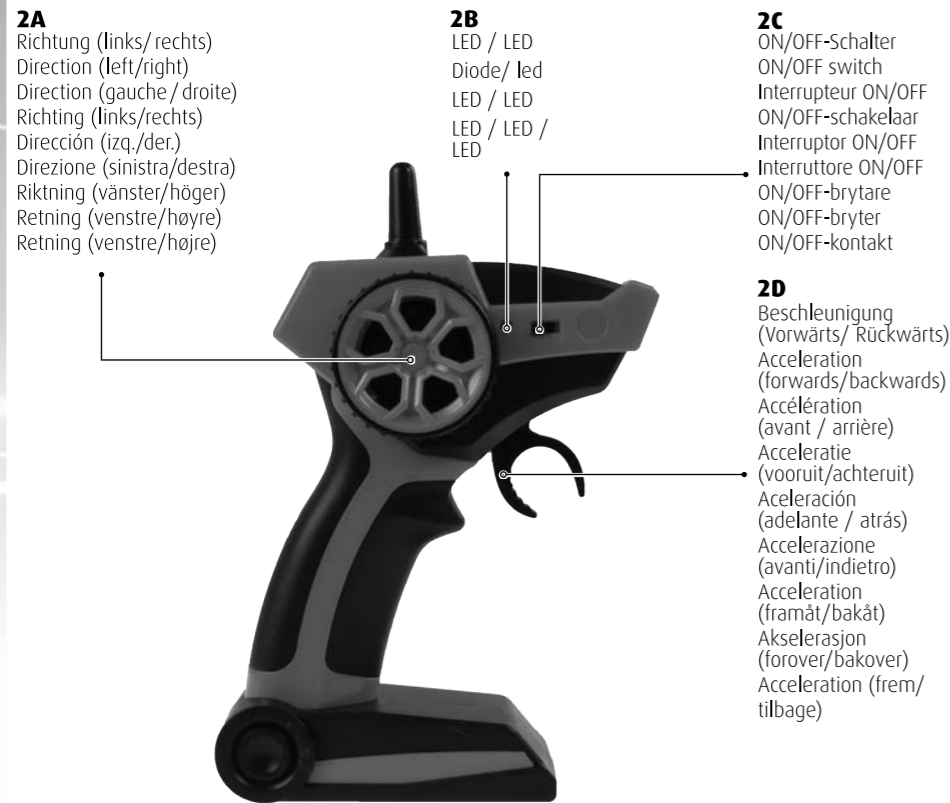 2A
Richtung (links/rechts)
Direction (left/right)
Direction (gauche/droite)
Richting (links/rechts)
Dirección (izq./der.)
Direzione (sinistra/destra)
Riktning (vänster/höger)
Retning (venstre/høyre)
Retning (venstre/højre)
2B
LED / LED
Diode/ led
LED / LED
LED / LED /
LED
2C
ON/OFF-Schalter
ON/OFF switch
Interrupteur ON/OFF
ON/OFF-schakelaar
Interruptor ON/OFF
Interruttore ON/OFF
ON/OFF-brytare
ON/OFF-bryter
ON/OFF-kontakt
2D
Beschleunigung
(Vorwärts/ Rückwärts)
Acceleration
(forwards/backwards)
Accélération
(avant / arrière)
Acceleratie
(vooruit/achteruit)
Aceleración
(adelante / atrás)
Accelerazione
(avanti/indietro)
Acceleration
(framåt/bakåt)
Akselerasjon
(forover/bakover)
Acceleration (frem/
tilbage)